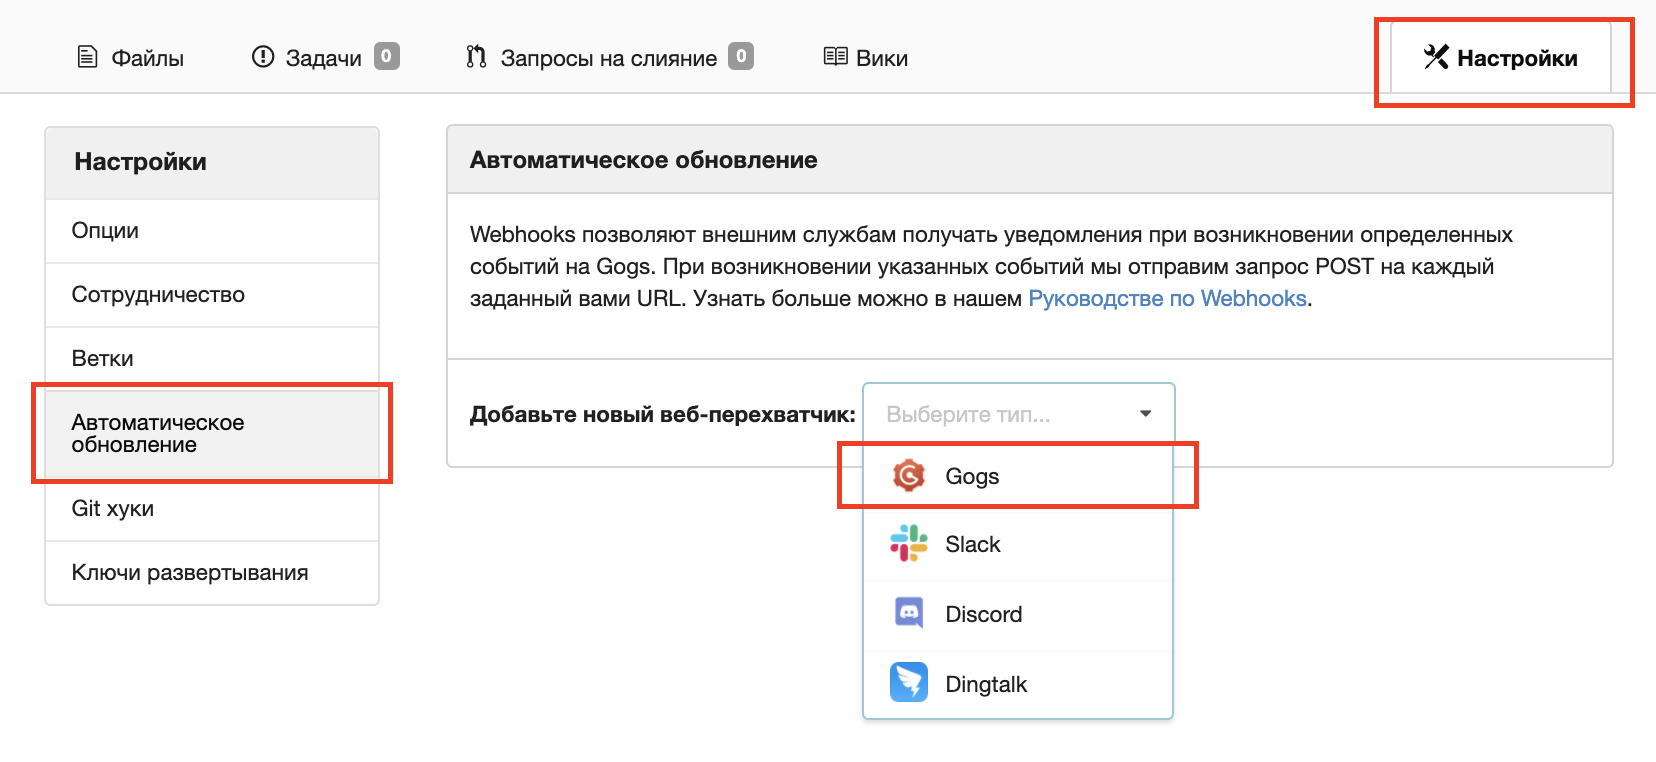 Файлы
Задачи 0
Запросы на слияние 0
Вики
Настройки
Настройки
Опции
Сотрудничество
Ветки
Автоматическое
обновление
Git хуки
Ключи развертывания
Автоматическое обновление
Webhooks позволяют внешним службам получать уведомления при возникновении определенных
событий на Gogs. При возникновении указанных событий мы отправим запрос POST на каждый
заданный вами URL. Узнать больше можно в нашем Руководстве по Webhooks.
Добавьте новый веб-перехватчик:
Выберите тип...
Gogs
Slack
Discord
Dingtalk